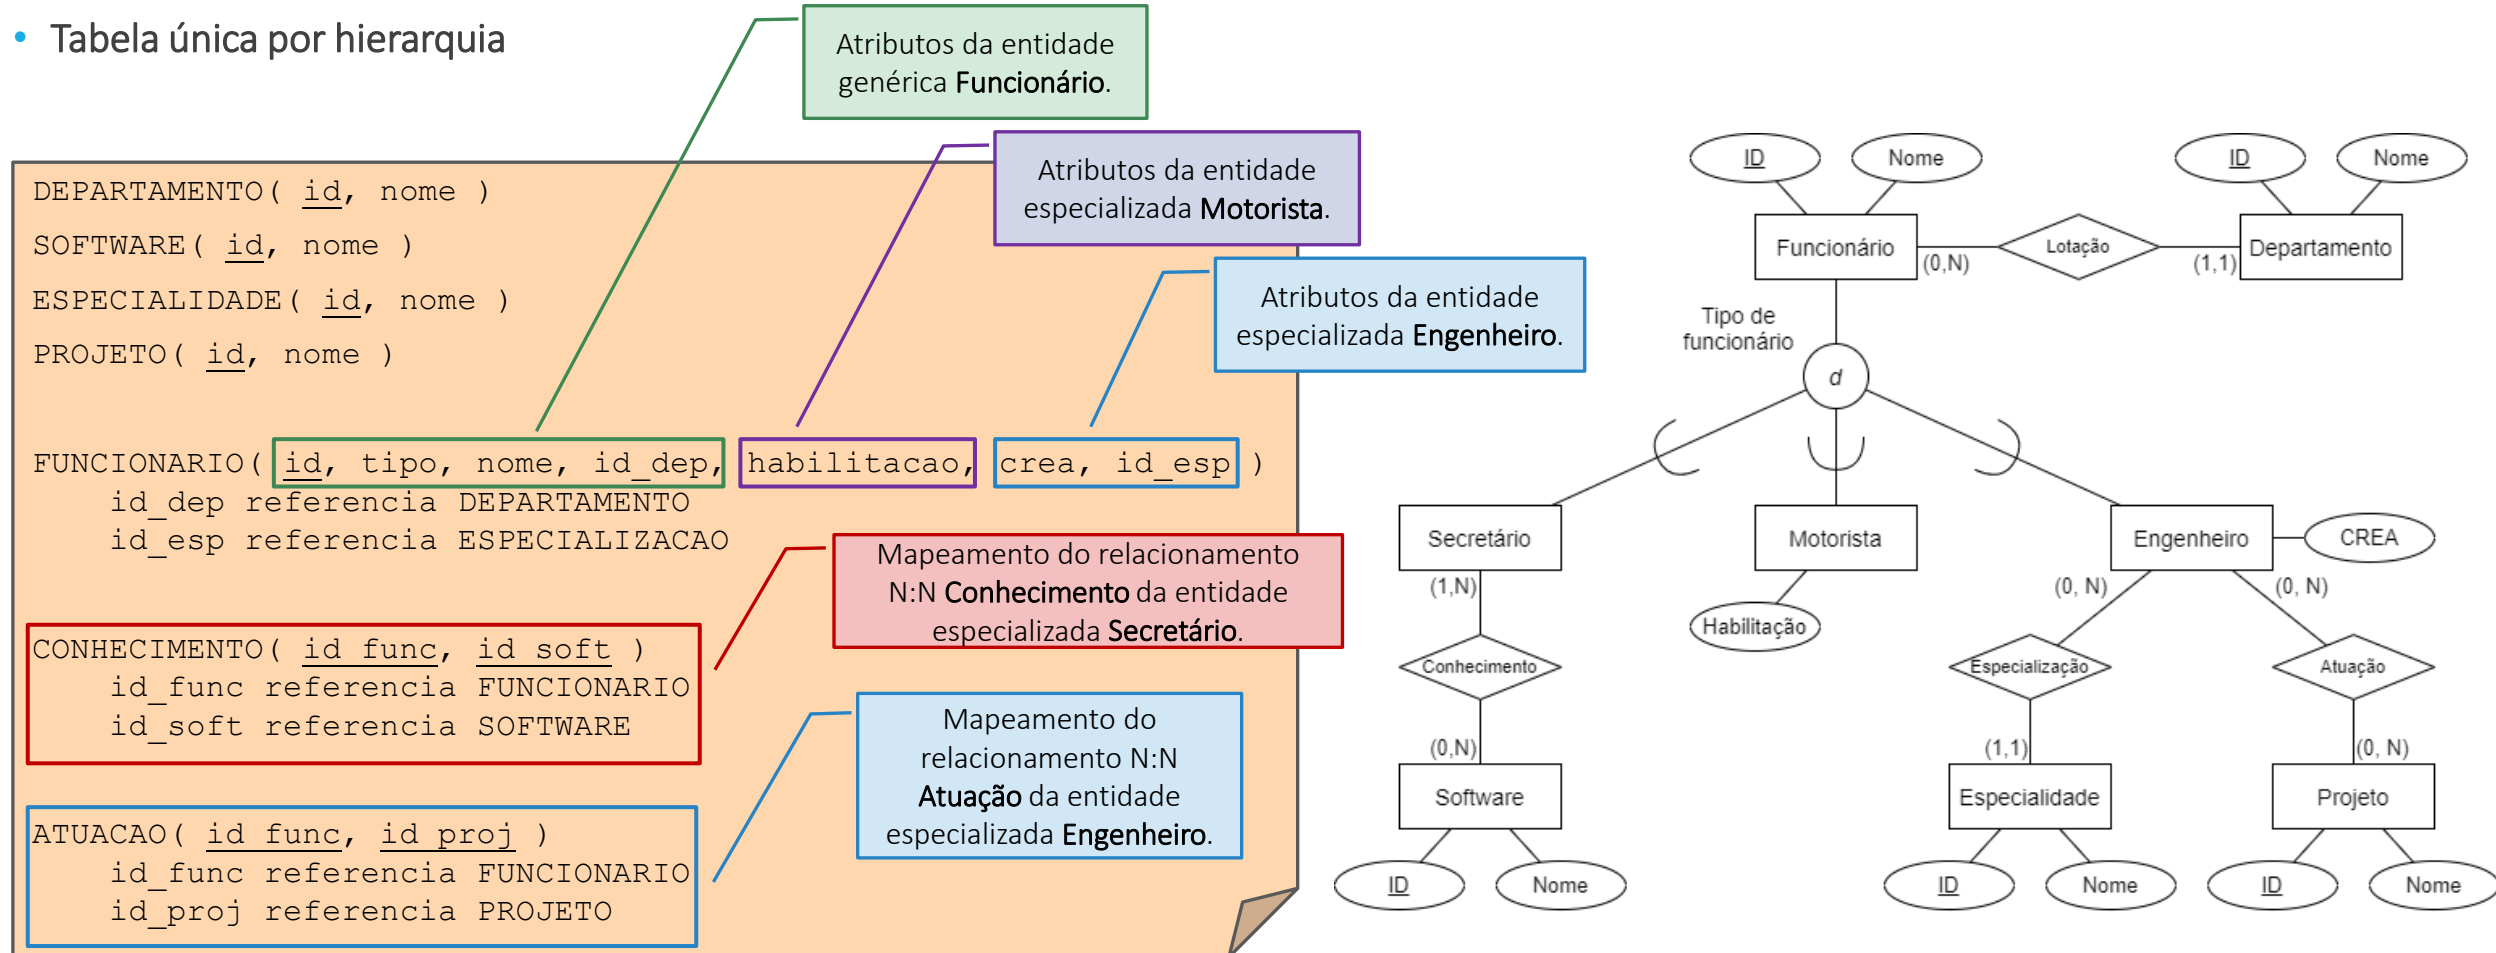 • Tabela única por hierarquia
Atributos da entidade
genérica Funcionário.
Atributos da entidade
especializada Motorista.
Atributos da entidade
especializada Engenheiro.
DEPARTAMENTO( id, nome )
SOFTWARE( id, nome )
ESPECIALIDADE( id, nome )
PROJETO( id, nome )
FUNCIONARIO( id, tipo, nome, id_dep, habilitacao, crea, id_esp )
id_dep referencia DEPARTAMENTO
id_esp referencia ESPECIALIZACAO
Mapeamento do relacionamento
N:N Conhecimento da entidade
especializada Secretário.
CONHECIMENTO( id_func, id_soft )
id_func referencia FUNCIONARIO
id_soft referencia SOFTWARE
Mapeamento do
relacionamento N:N
Atuação da entidade
especializada Engenheiro.
ATUACAO( id_func, id_proj )
id_func referencia FUNCIONARIO
id_proj referencia PROJETO
ID
Nome
ID
Nome
Funcionário
(0,N)
Lotação
(1,1)
Departamento
Tipo de
funcionário
d
Secretário
Motorista
Engenheiro
CREA
(1,N)
(0, N)
(0, N)
Habilitação
Conhecimento
Especialização
Atuação
(0,N)
(1,1)
(0, N)
Software
Especialidade
Projeto
ID
Nome
ID
Nome
ID
Nome